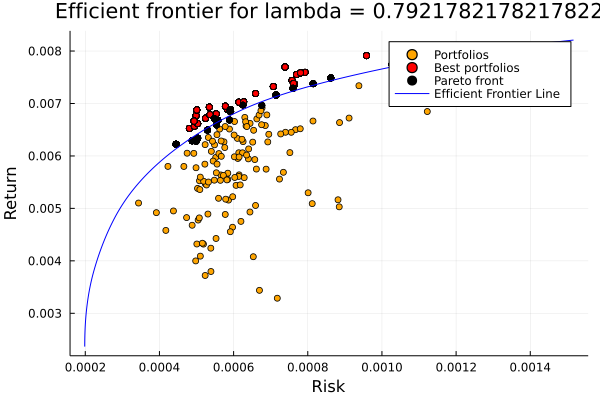 Efficient frontier for lambda = 0.7921782178217822
0.008
0.007
0.006
0.005
0.004
0.003
Return
Portfolios
Best portfolios
Pareto front
Efficient Frontier Line
0.0002
0.0004
0.0006
0.0008
0.0010
0.0012
0.0014
Risk